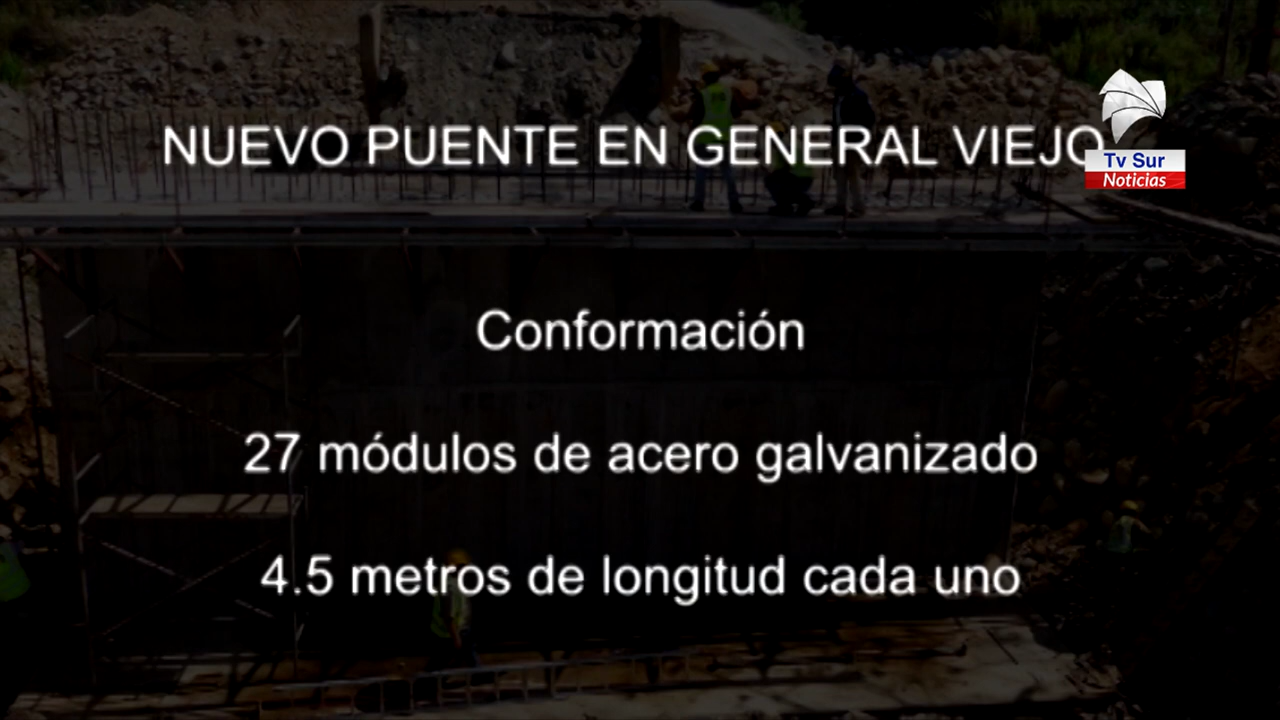 NUEVO PUENTE EN GENERAL VIEJO
Tv Sur
Noticias
Conformación
27 módulos de acero galvanizado
4.5 metros de longitud cada uno